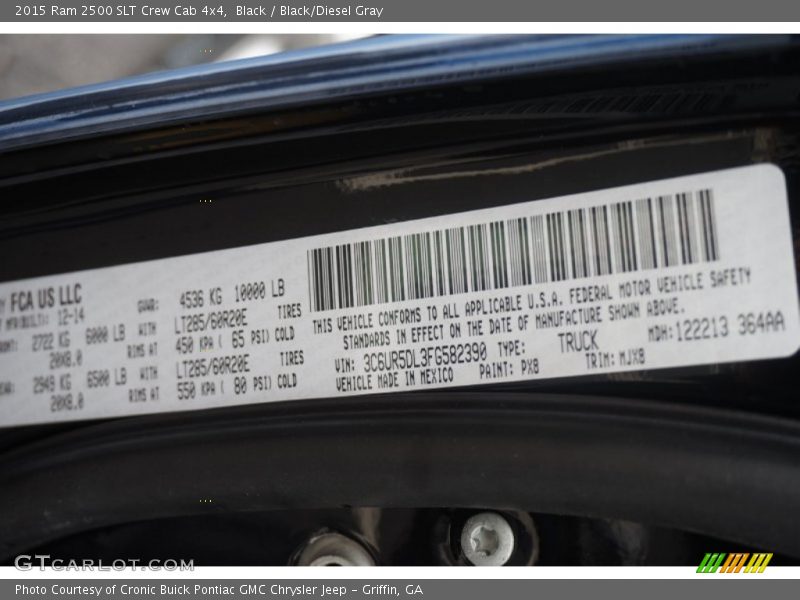 2015 Ram 2500 SLT Crew Cab 4x4, Black / Black/Diesel Gray
FCA US LLC
MFR(BUILT): 12-14
GVWR: 4536 KG 10000 LB
2722 KG 6000 LB WITH LT285/60R20E TIRES
20X8.0 RIMS AT 450 KPA ( 65 PSI) COLD
2948 KG 6500 LB WITH LT285/60R20E TIRES
20X8.0 RIMS AT 550 KPA ( 80 PSI) COLD
THIS VEHICLE CONFORMS TO ALL APPLICABLE U.S.A. FEDERAL MOTOR VEHICLE SAFETY
STANDARDS IN EFFECT ON THE DATE OF MANUFACTURE SHOWN ABOVE.
VIN: 3C6UR5DL3FG582390 TYPE: TRUCK MDH:122213 364AA
VEHICLE MADE IN MEXICO PAINT: PX8 TRIM: MJX8
GTCARLOT.COM
Photo Courtesy of Cronic Buick Pontiac GMC Chrysler Jeep – Griffin, GA